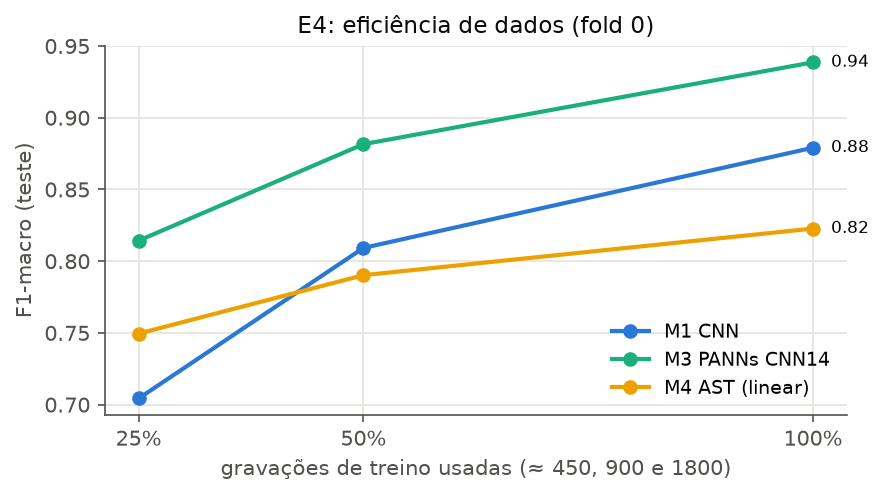 E4: eficiência de dados (fold 0)
F1-macro (teste)
0.95
0.90
0.85
0.80
0.75
0.70
0.94
0.88
0.82
M1 CNN
M3 PANNs CNN14
M4 AST (linear)
25%
50%
100%
gravações de treino usadas (≈ 450, 900 e 1800)